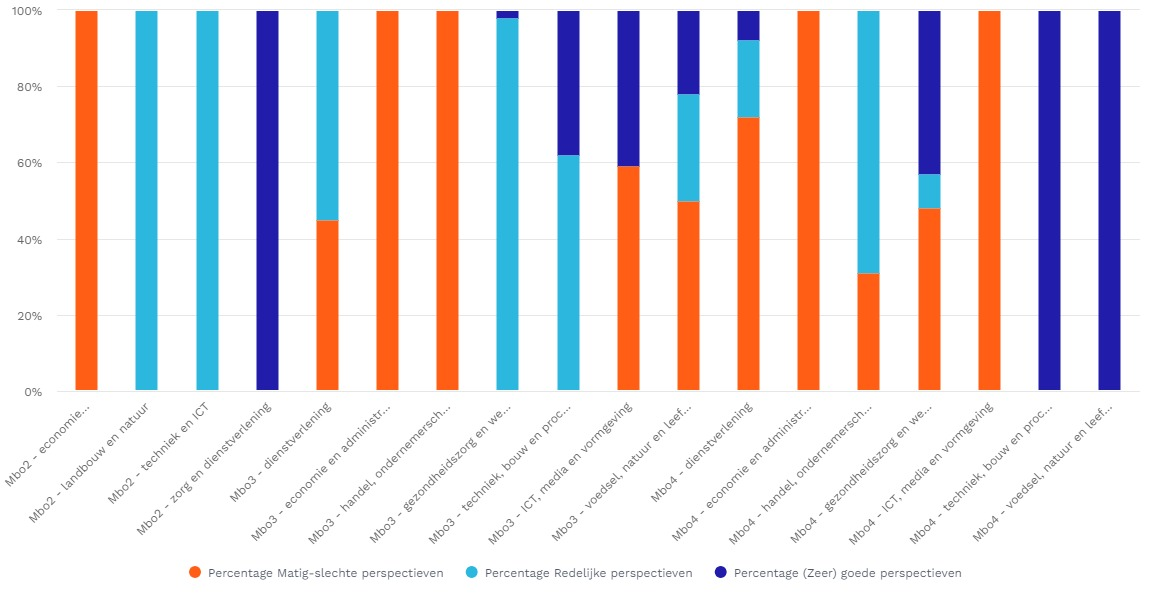 100%
80%
60%
40%
20%
0%
Mbo2 - economie...
Mbo2 - landbouw en natuur
Mbo2 - techniek en ICT
Mbo2 - zorg en dienstverlening
Mbo3 - dienstverlening
Mbo3 - economie en administr...
Mbo3 - handel, ondernemersch...
Mbo3 - gezondheidszorg en we...
Mbo3 - techniek, bouw en proc...
Mbo3 - ICT, media en vormgeving
Mbo3 - voedsel, natuur en leef...
Mbo4 - dienstverlening
Mbo4 - economie en administr...
Mbo4 - handel, ondernemersch...
Mbo4 - gezondheidszorg en we...
Mbo4 - ICT, media en vormgeving
Mbo4 - techniek, bouw en proc...
Mbo4 - voedsel, natuur en leef...
Percentage Matig-slechte perspectieven Percentage Redelijke perspectieven Percentage (Zeer) goede perspectieven